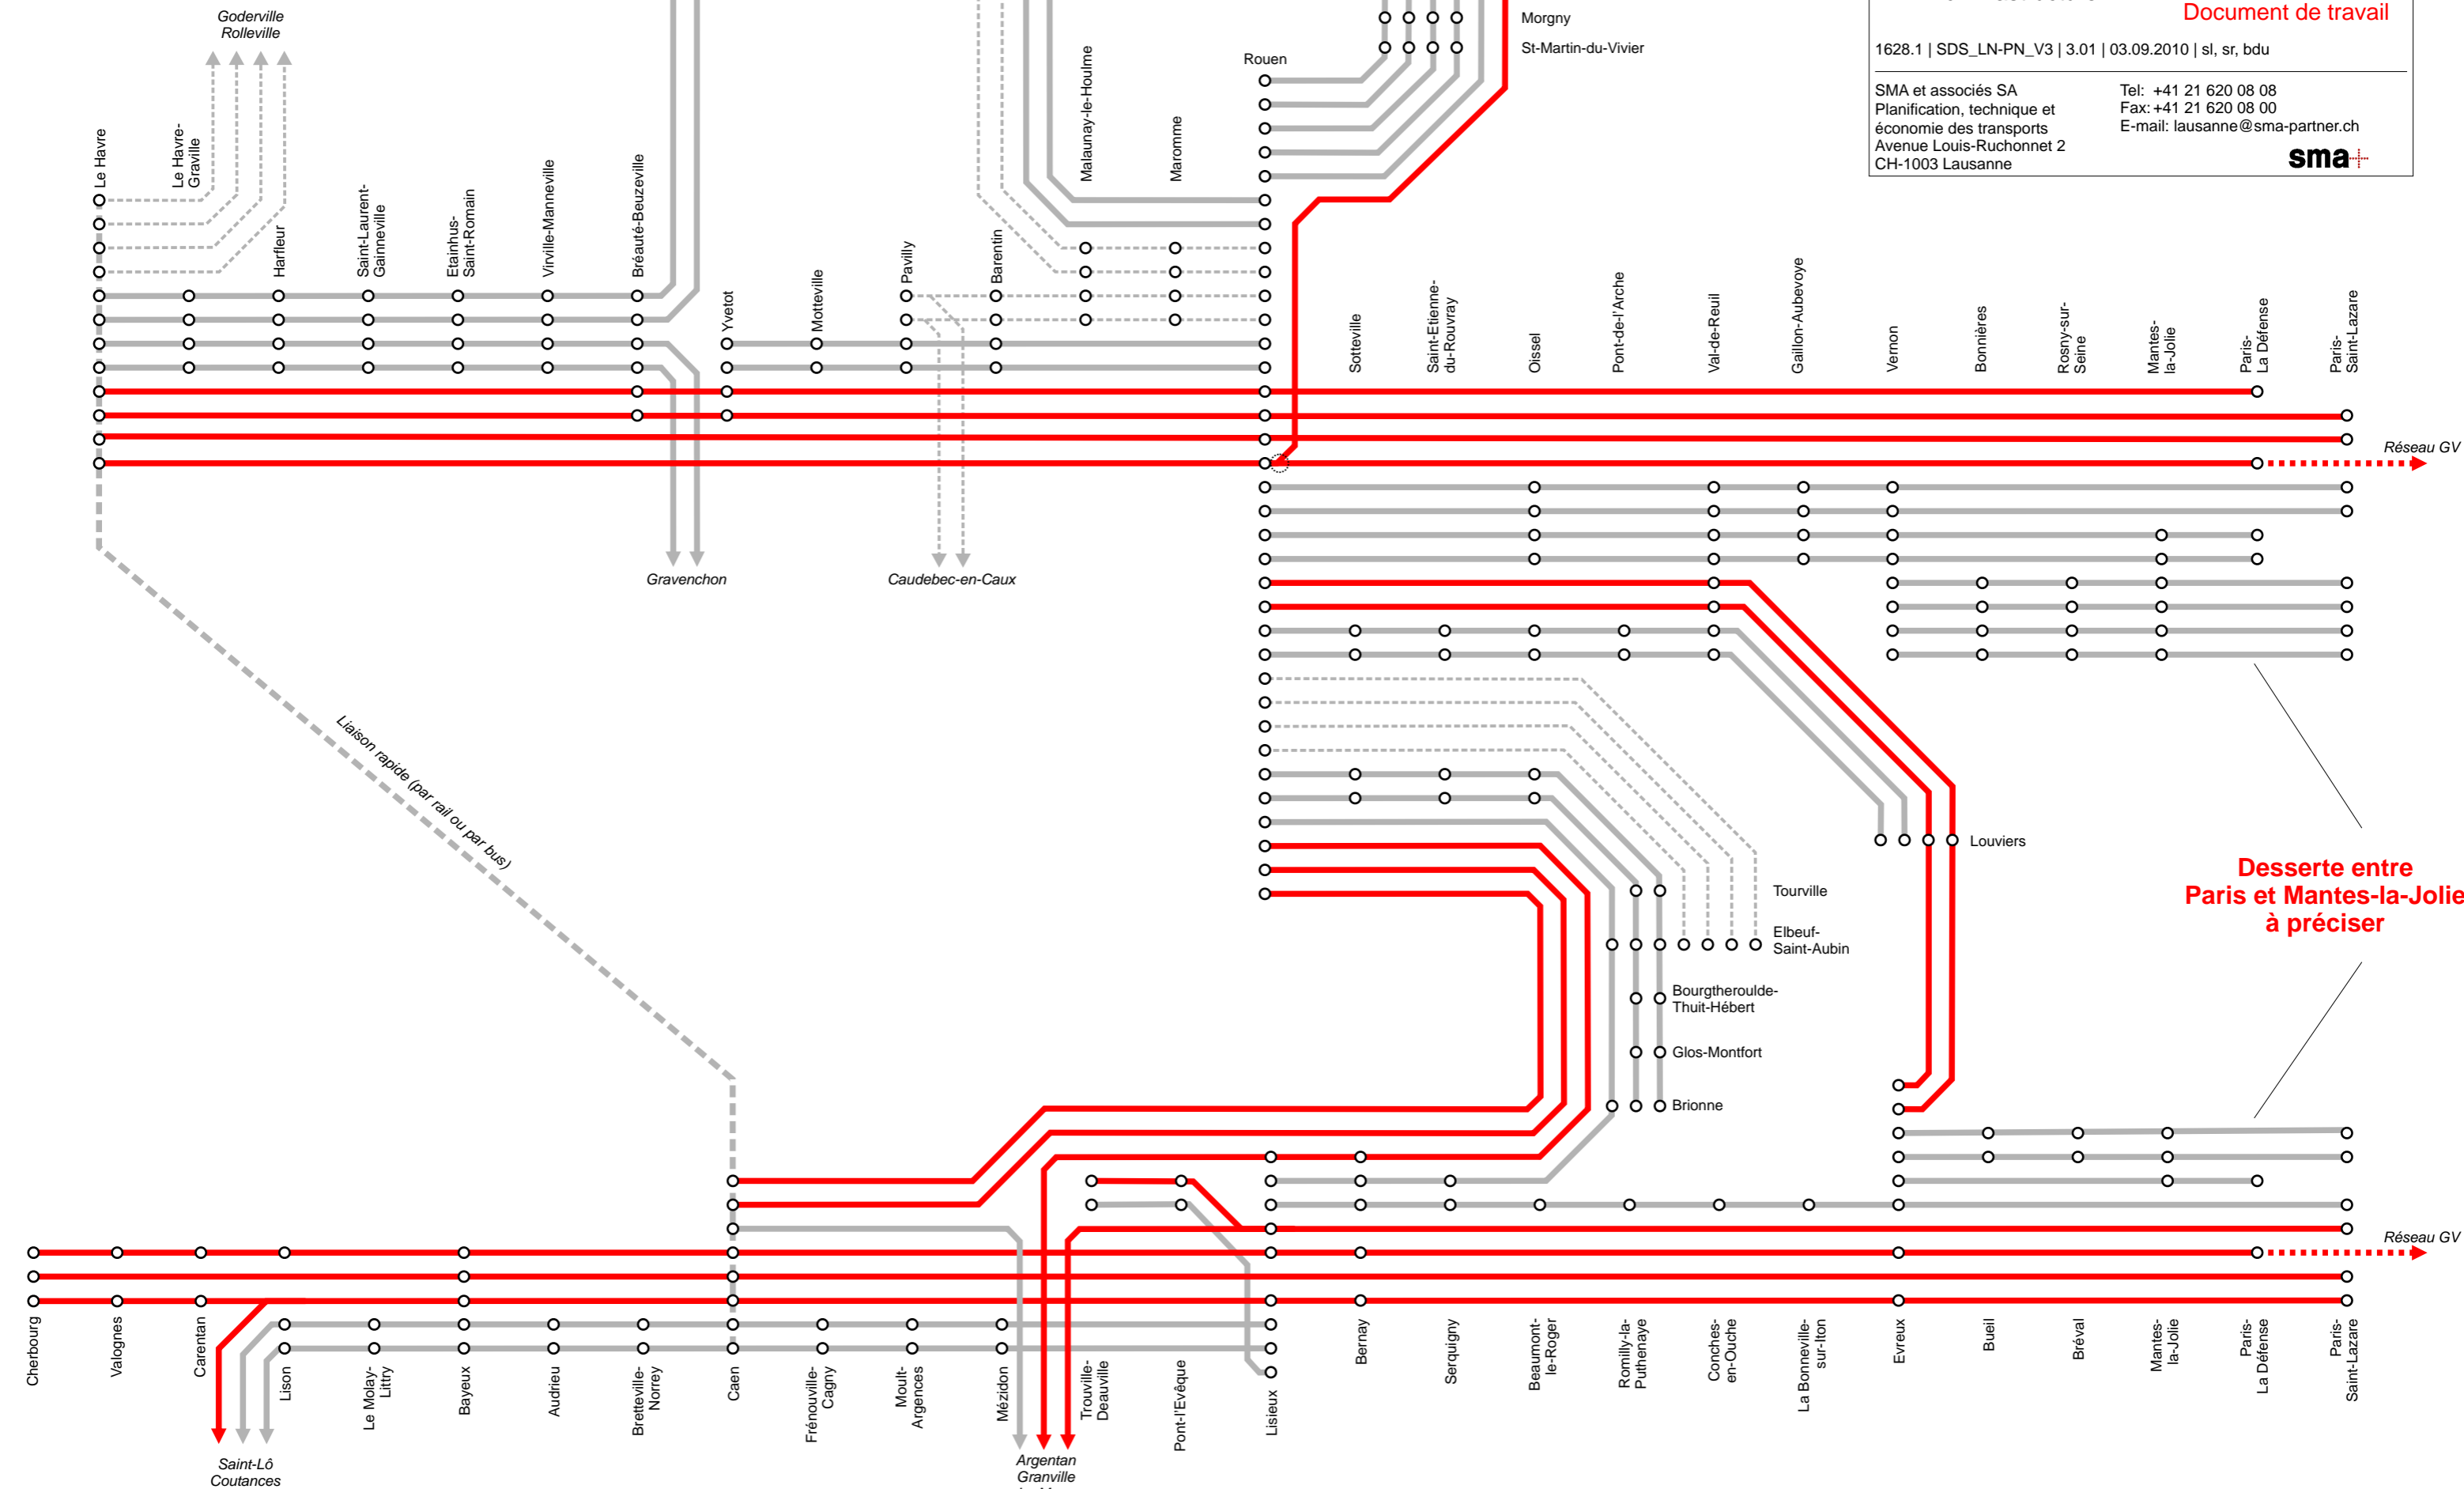 Goderville
Rolleville
Morgny
St-Martin-du-Vivier
Document de travail
1628.1 | SDS_LN-PN_V3 | 3.01 | 03.09.2010 | sl, sr, bdu
SMA et associés SA
Planification, technique et
économie des transports
Avenue Louis-Ruchonnet 2
CH-1003 Lausanne
Tel: +41 21 620 08 08
Fax: +41 21 620 08 00
E-mail: lausanne@sma-partner.ch
sma
Rouen
Le Havre
Le Havre-
Graville
Harfleur
Saint-Laurent-
Gainneville
Etainhus-
Saint-Romain
Virville-Manneville
Bréauté-Beuzeville
Yvetot
Motteville
Pavilly
Barentin
Malaunay-le-Houlme
Maromme
Sotteville
Saint-Etienne-
du-Rouvray
Oissel
Pont-de-l'Arche
Val-de-Reuil
Gaillon-Aubevoye
Vernon
Bonnières
Rosny-sur-
Seine
Mantes-
la-Jolie
Paris-
La Défense
Paris-
Saint-Lazare
Réseau GV
Gravenchon
Caudebec-en-Caux
Liaison rapide (par rail ou par bus)
Louviers
Desserte entre
Paris et Mantes-la-Jolie
à préciser
Tourville
Elbeuf-
Saint-Aubin
Bourgtheroulde-
Thuit-Hébert
Glos-Montfort
Brionne
Réseau GV
Cherbourg
Valognes
Carentan
Lison
Le Molay-
Littry
Bayeux
Audrieu
Bretteville-
Norrey
Caen
Frénouville-
Cagny
Moult-
Argences
Mézidon
Trouville-
Deauville
Pont-l'Evêque
Lisieux
Bernay
Serquigny
Beaumont-
le-Roger
Romilly-la-
Puthenaye
Conches-
en-Ouche
La Bonneville-
sur-Iton
Evreux
Bueil
Bréval
Mantes-
la-Jolie
Paris-
La Défense
Paris-
Saint-Lazare
Saint-Lô
Coutances
Argentan
Granville